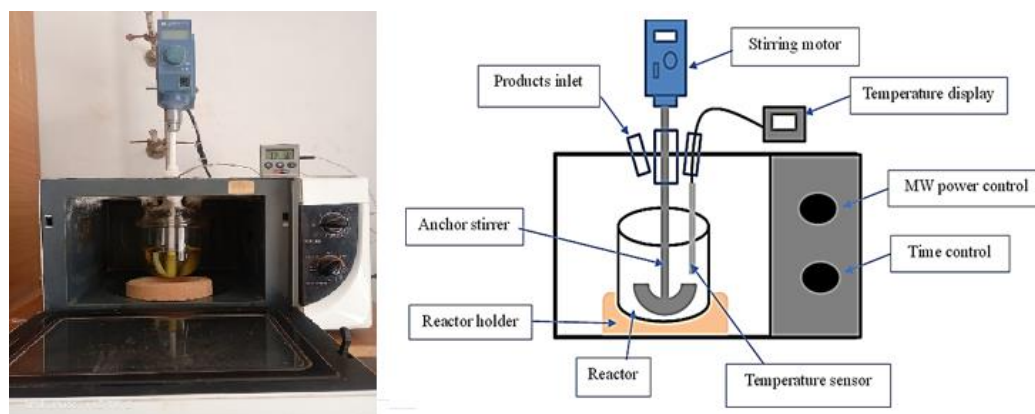 Stirring motor
Products inlet
Temperature display
MW power control
Anchor stirrer
Time control
Reactor holder
Reactor
Temperature sensor